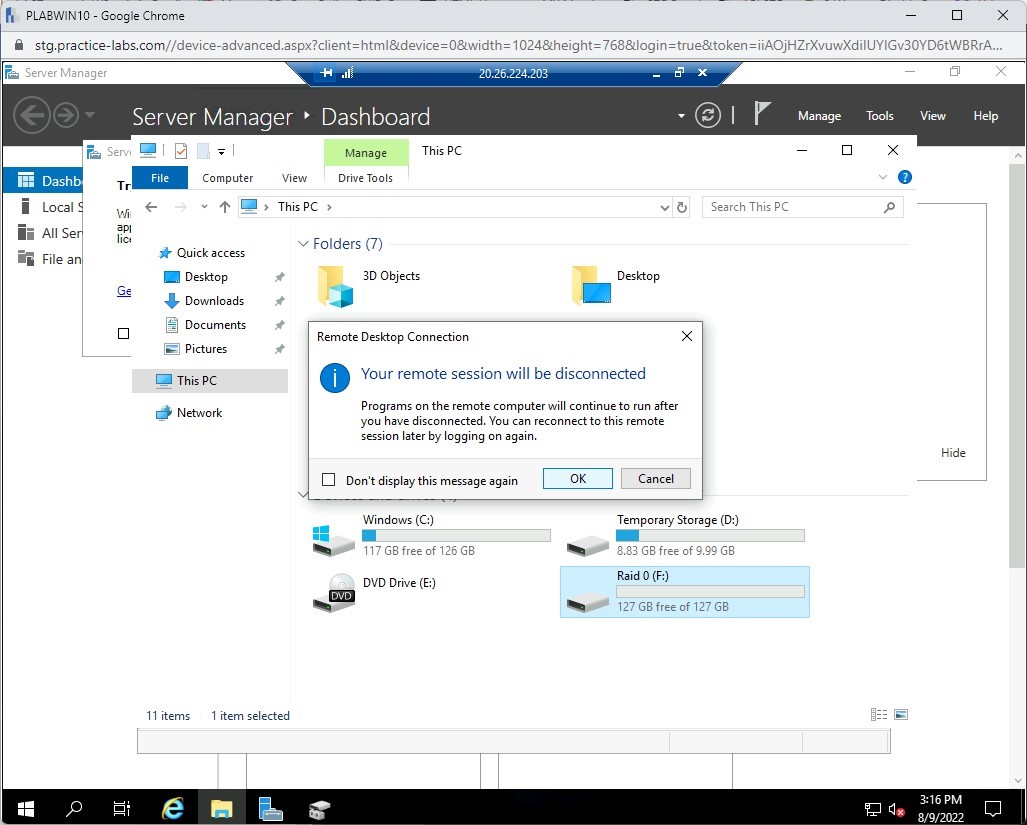 PLABWIN10 - Google Chrome
stg.practice-labs.com//device-advanced.aspx?client=html&device=0&width=1024&height=768&login=true&token=iiAOjHZrXvuwXdiIUYIGv30YD6tWBRrA...
Server Manager
20.26.224.203
Server Manager Dashboard
Manage Tools View Help
Serv
Manage This PC
File Computer View Drive Tools
This PC
Search This PC
Dashb
Local S
All Ser
File an
Tr
Wi
app
lice
Ge
Quick access
Desktop
Downloads
Documents
Pictures
This PC
Network
Folders (7)
3D Objects
Desktop
Remote Desktop Connection
Your remote session will be disconnected
Programs on the remote computer will continue to run after
you have disconnected. You can reconnect to this remote
session later by logging on again.
Don't display this message again
OK
Cancel
Hide
Windows (C:)
117 GB free of 126 GB
Temporary Storage (D:)
8.83 GB free of 9.99 GB
DVD Drive (E:)
DVD
Raid 0 (F:)
127 GB free of 127 GB
11 items 1 item selected
3:16 PM
8/9/2022